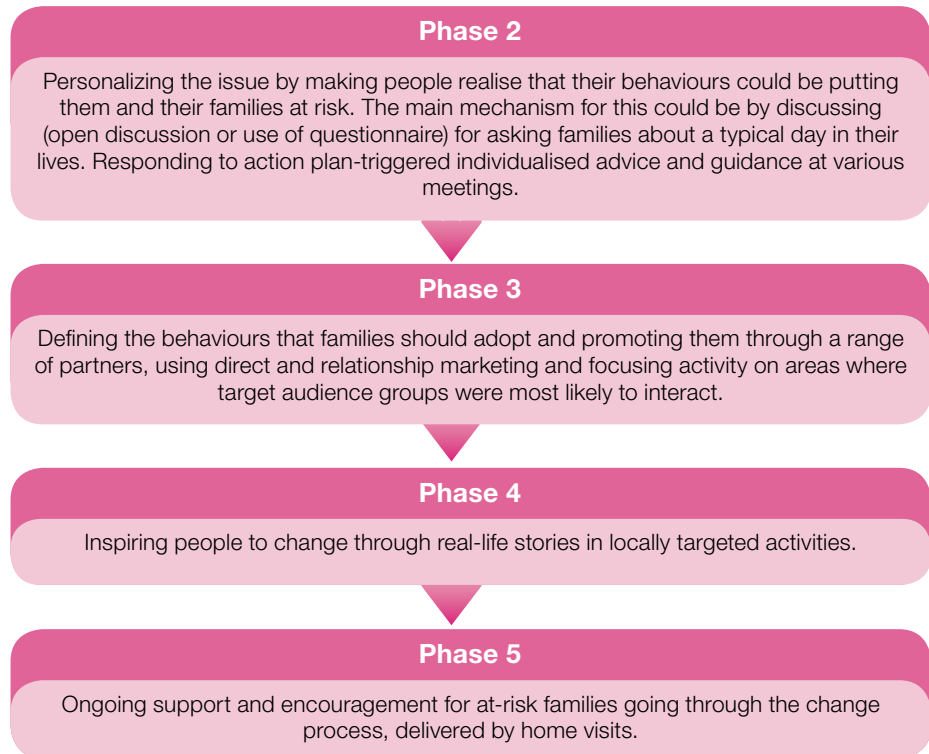 Phase 2
Personalizing the issue by making people realise that their behaviours could be putting
them and their families at risk. The main mechanism for this could be by discussing
(open discussion or use of questionnaire) for asking families about a typical day in their
lives. Responding to action plan-triggered individualised advice and guidance at various
meetings.
Phase 3
Defining the behaviours that families should adopt and promoting them through a range
of partners, using direct and relationship marketing and focusing activity on areas where
target audience groups were most likely to interact.
Phase 4
Inspiring people to change through real-life stories in locally targeted activities.
Phase 5
Ongoing support and encouragement for at-risk families going through the change
process, delivered by home visits.